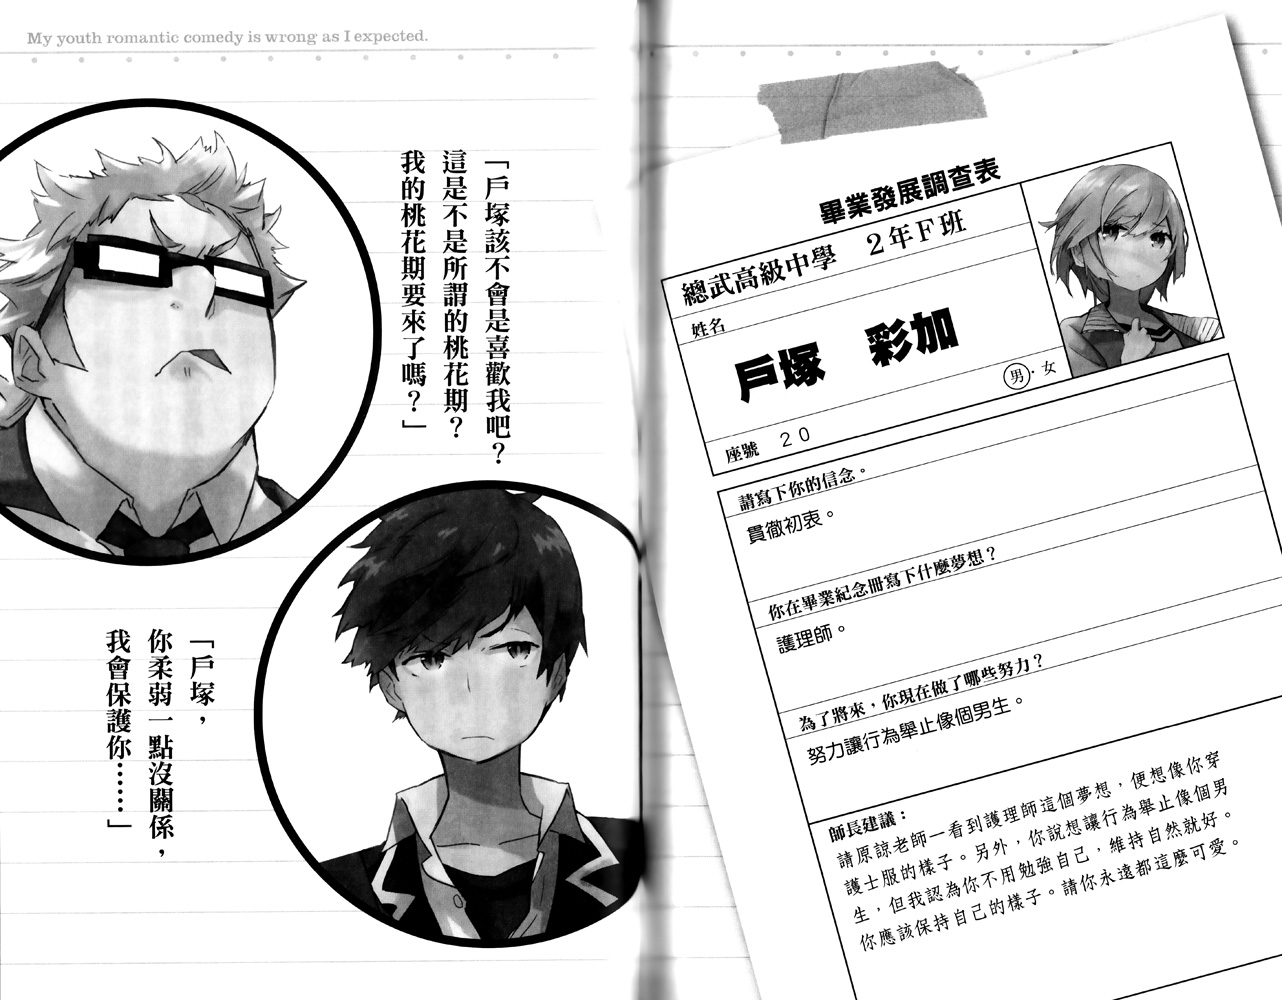 My youth romantic comedy is wrong as I expected.
「戶塚該不會是喜歡我吧？
這是不是所謂的桃花期？
我的桃花期要來了嗎？」
「戶塚，
你柔弱一點沒關係，
我會保護你……」
畢業發展調查表
總武高級中學　２年Ｆ班
姓名
戶塚　彩加
男・女
座號　２０
請寫下你的信念。
貫徹初衷。
你在畢業紀念冊寫下什麼夢想？
護理師。
為了將來，你現在做了哪些努力？
努力讓行為舉止像個男生。
師長建議：
請原諒老師一看到護理師這個夢想，便想像你穿
護士服的樣子。另外，你說想讓行為舉止像個男
生，但我認為你不用勉強自己，維持自然就好。
你應該保持自己的樣子。請你永遠都這麼可愛。